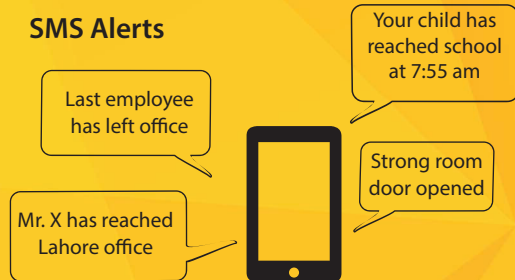 SMS Alerts
Your child has
reached school
at 7:55 am
Last employee
has left office
Strong room
door opened
Mr. X has reached
Lahore office